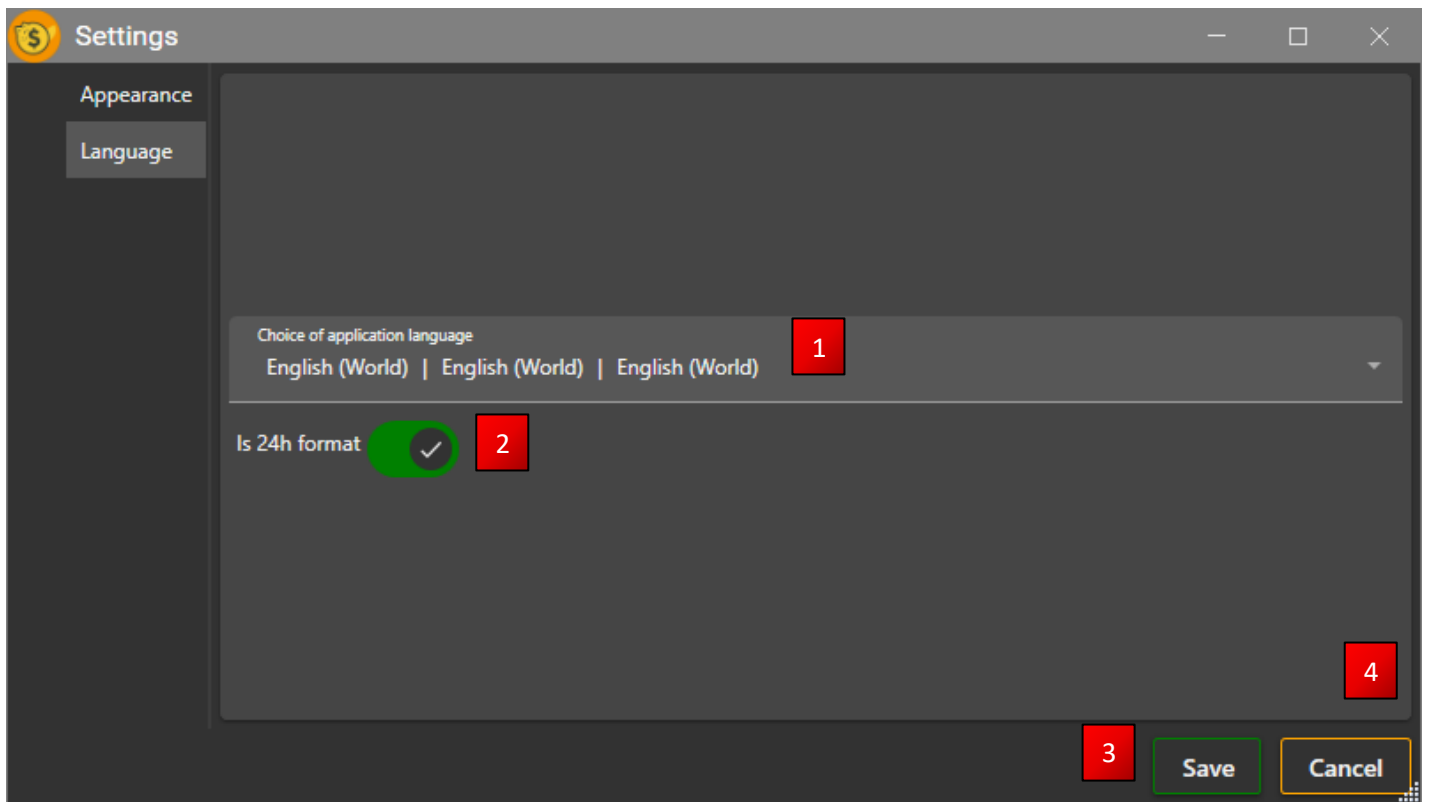 Settings
Appearance
Language
Choice of application language
English (World) | English (World) | English (World)
1
Is 24h format
2
4
3
Save
Cancel